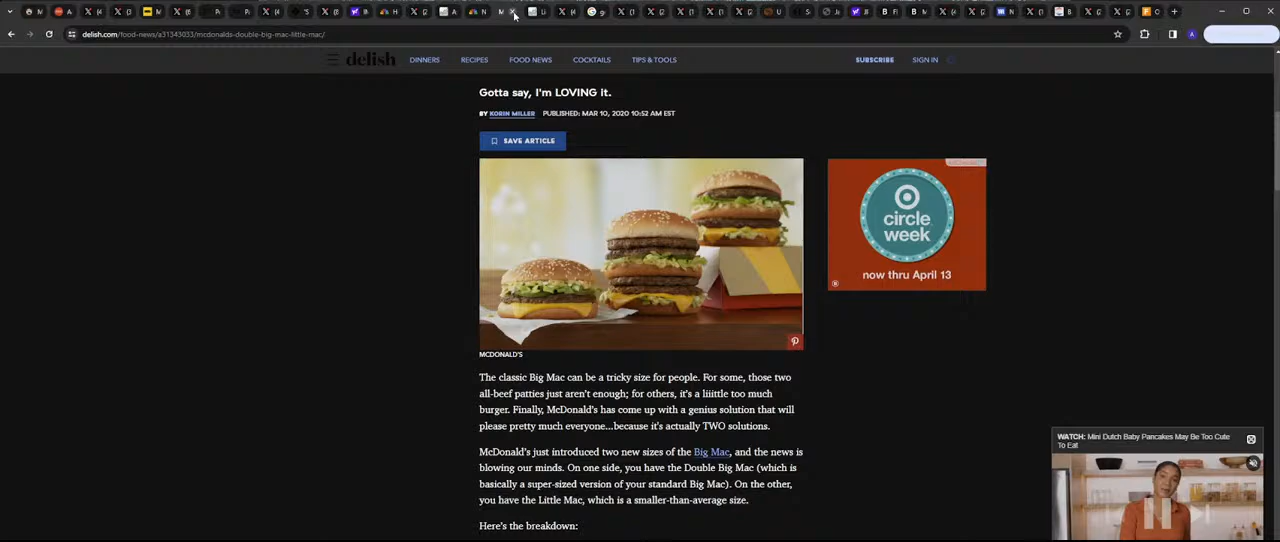 delish.com/food-news/a31343033/mcdonalds-double-big-mac-little-mac/
delish
DINNERS
RECIPES
FOOD NEWS
COCKTAILS
TIPS & TOOLS
SUBSCRIBE
SIGN IN
Gotta say, I'm LOVING it.
BY KORIN MILLER PUBLISHED: MAR 10, 2020 10:52 AM EST
SAVE ARTICLE
circle
week
now thru April 13
MCDONALD'S
The classic Big Mac can be a tricky size for people. For some, those two
all-beef patties just aren't enough; for others, it's a liiittle too much
burger. Finally, McDonald's has come up with a genius solution that will
please pretty much everyone...because it's actually TWO solutions.
McDonald's just introduced two new sizes of the Big Mac, and the news is
blowing our minds. On one side, you have the Double Big Mac (which is
basically a super-sized version of your standard Big Mac). On the other,
you have the Little Mac, which is a smaller-than-average size.
Here's the breakdown:
WATCH: Mini Dutch Baby Pancakes May Be Too Cute
To Eat